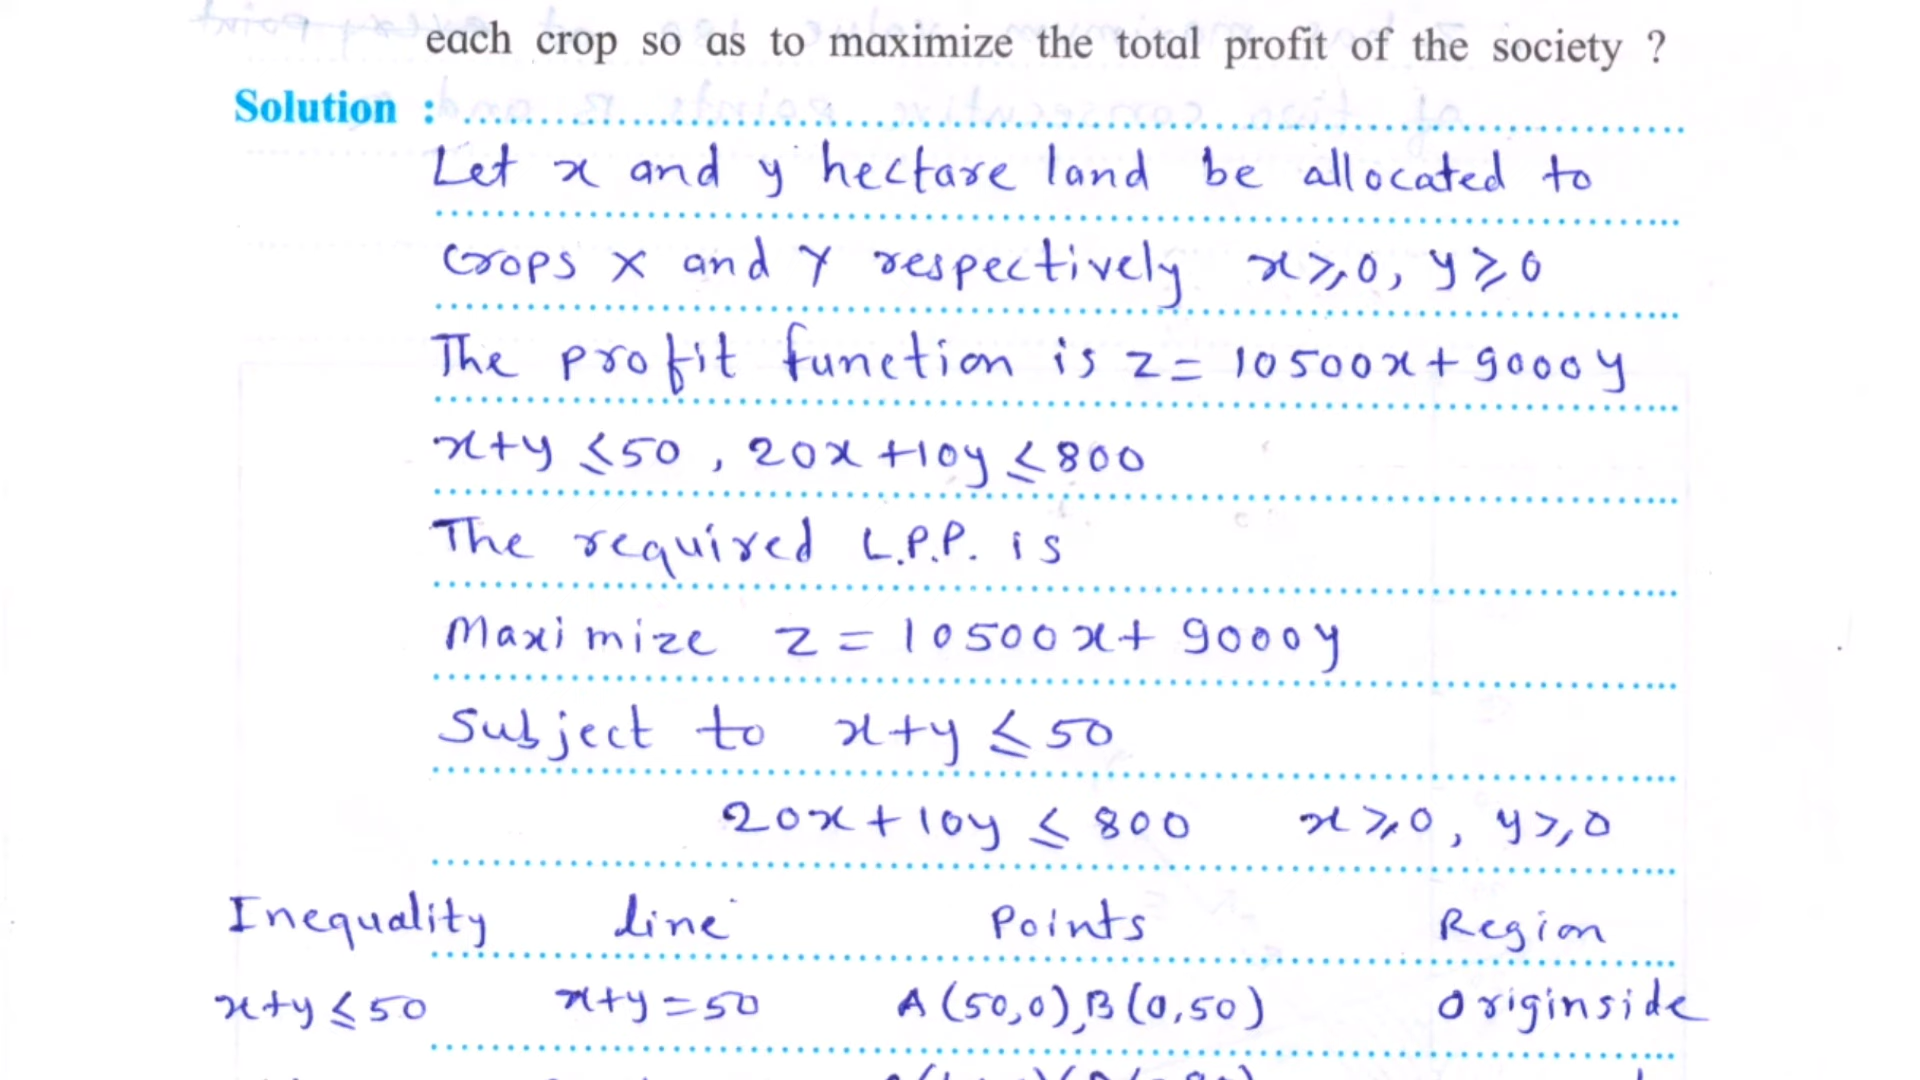 each crop so as to maximize the total profit of the society ?
Solution :
Let x and y hectare land be allocated to
crops X and Y respectively x ⩾ 0, y ⩾ 0
The profit function is z = 10500x + 9000y
x+y ⩽ 50 , 20x + 10y ⩽ 800
The required L.P.P. is
Maximize z = 10500x + 9000y
Subject to x+y ⩽ 50
20x + 10y ⩽ 800 x ⩾ 0, y ⩾ 0
Inequality line Points Region
x+y ⩽ 50 x+y = 50 A (50,0), B (0,50) originside